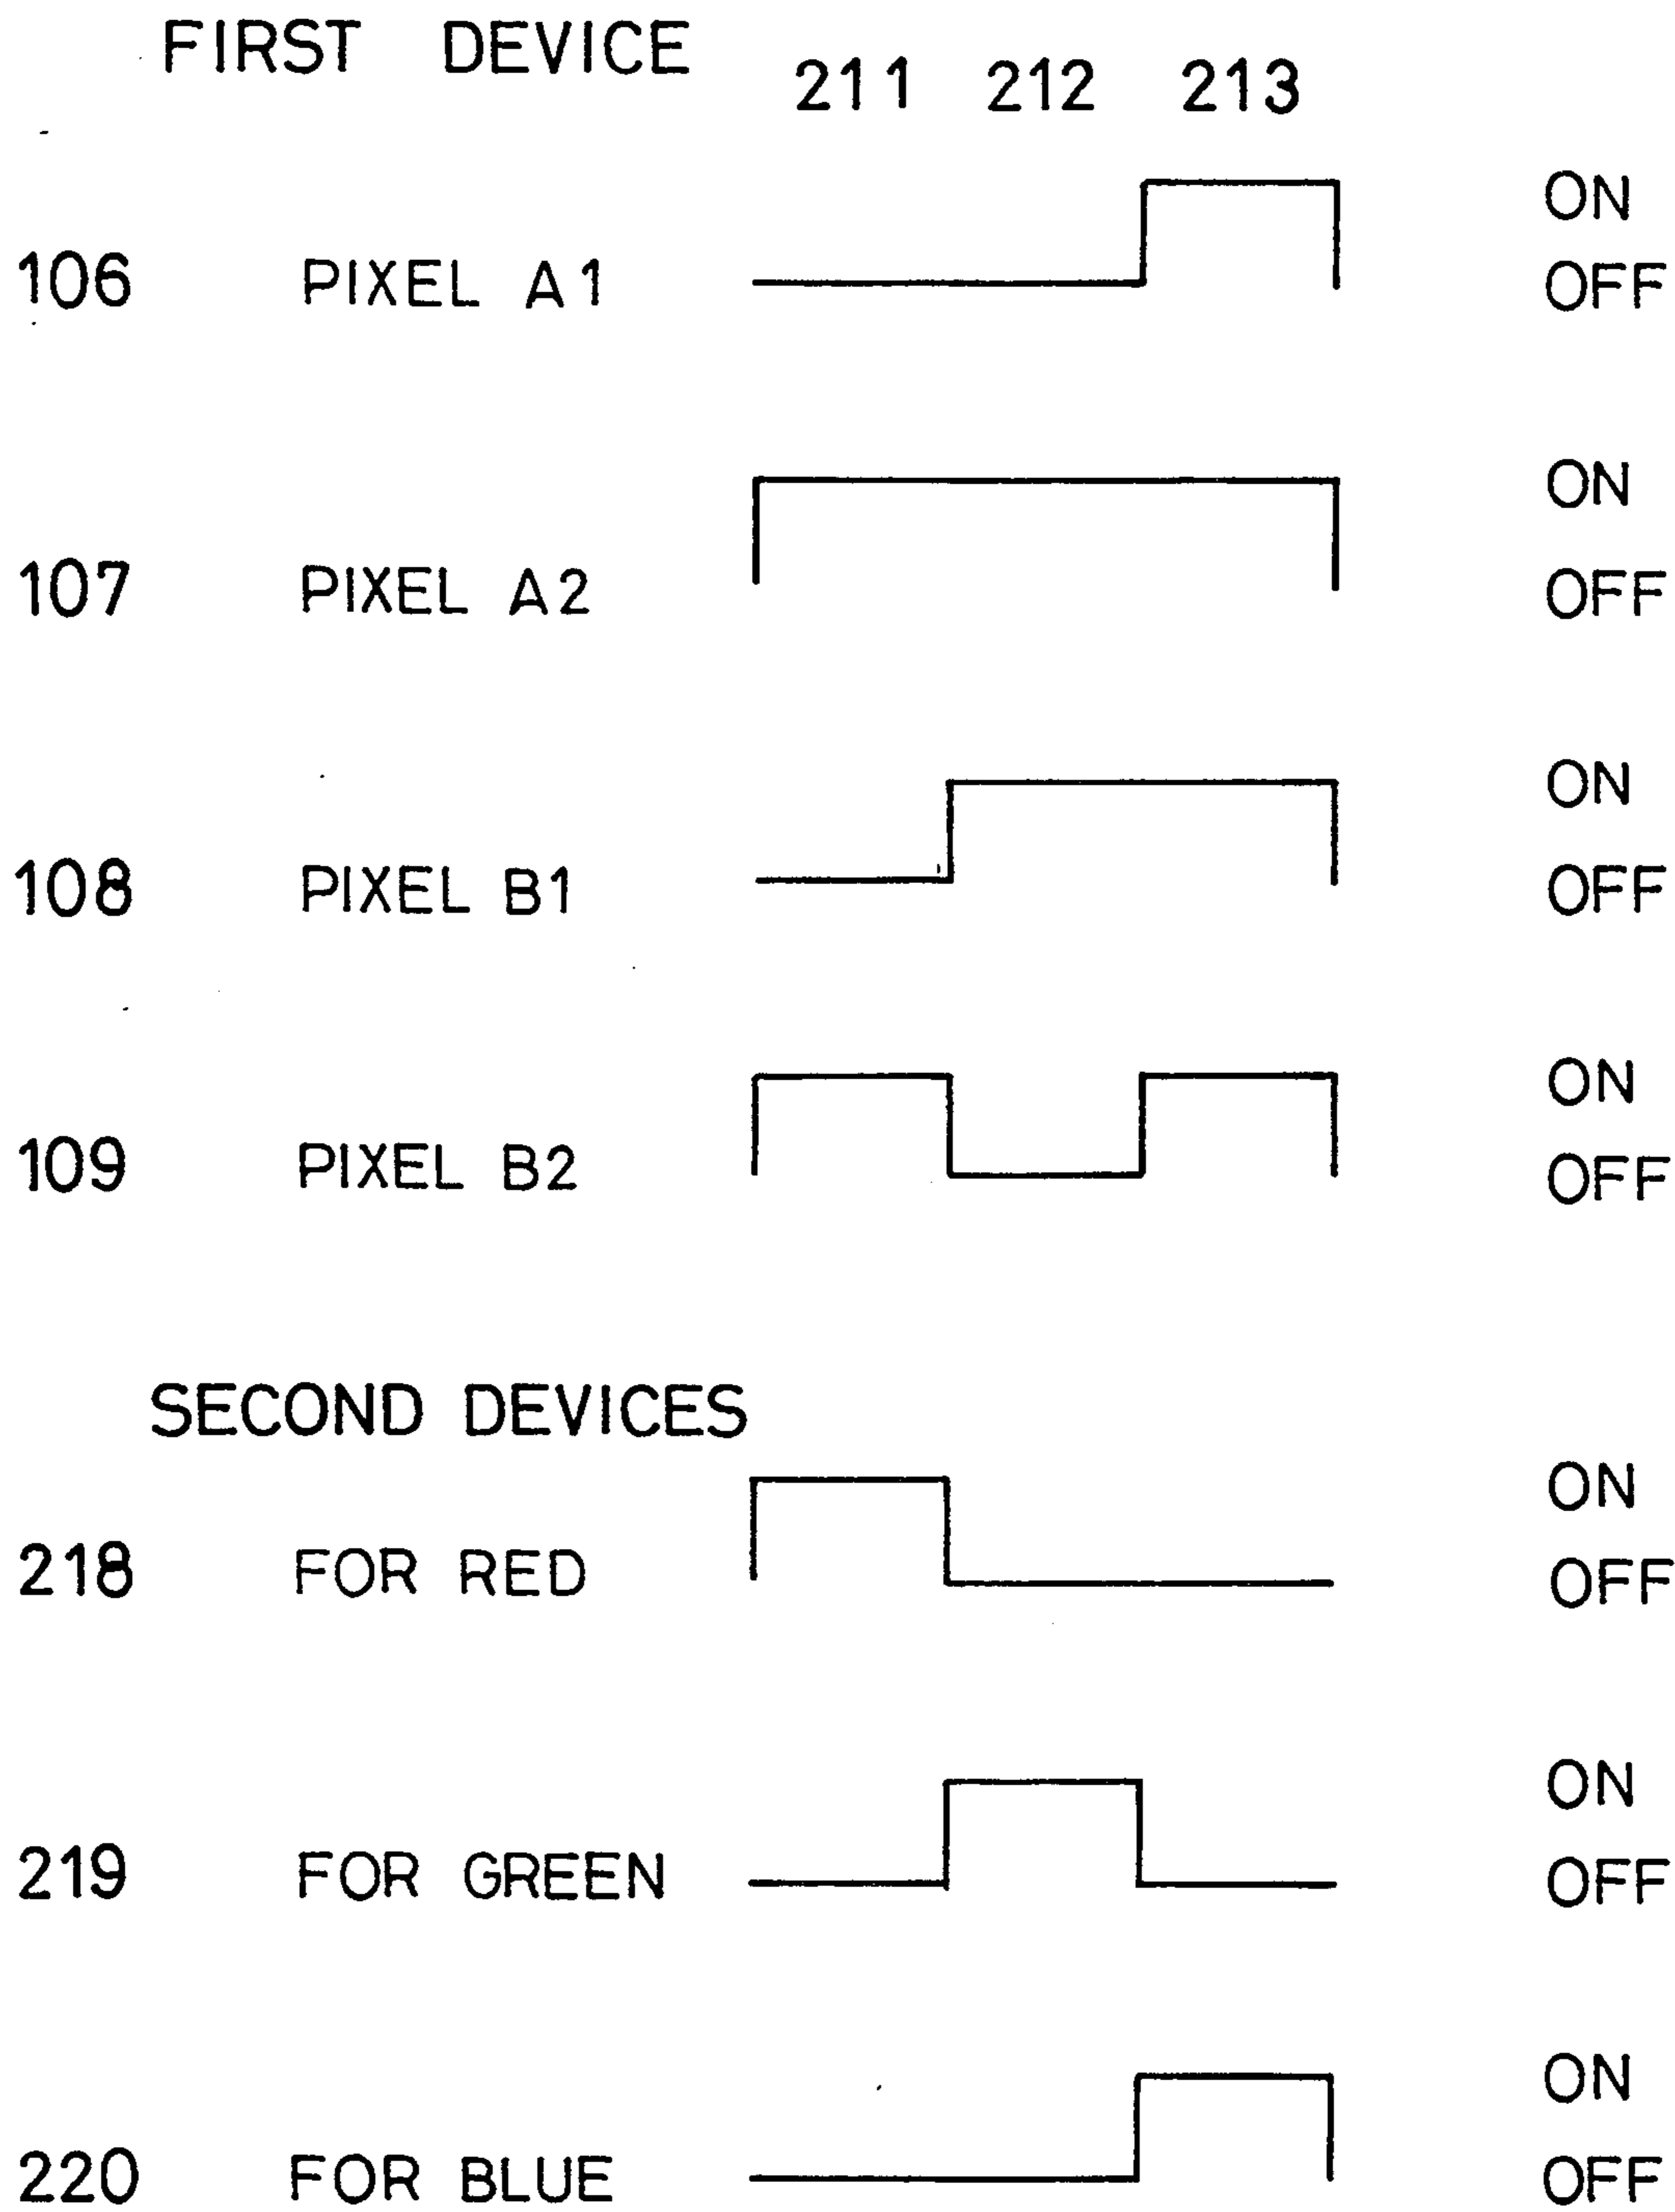 FIRST DEVICE 211 212 213
ON
106 PIXEL A1 OFF
ON
107 PIXEL A2 OFF
ON
108 PIXEL B1 OFF
ON
109 PIXEL B2 OFF
SECOND DEVICES
ON
218 FOR RED OFF
ON
219 FOR GREEN OFF
ON
220 FOR BLUE OFF